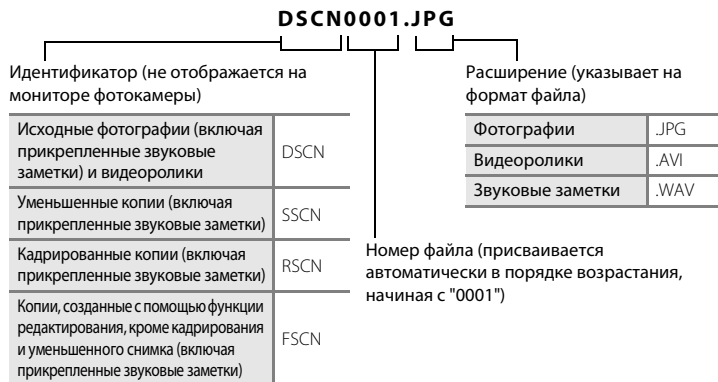 DSCN0001.JPG
Идентификатор (не отображается на
мониторе фотокамеры)
Исходные фотографии (включая
прикрепленные звуковые
заметки) и видеоролики
DSCN
Уменьшенные копии (включая
прикрепленные звуковые заметки)
SSCN
Кадрированные копии (включая
прикрепленные звуковые заметки)
RSCN
Копии, созданные с помощью функции
редактирования, кроме кадрирования
и уменьшенного снимка (включая
прикрепленные звуковые заметки)
FSCN
Номер файла (присваивается
автоматически в порядке возрастания,
начиная с "0001")
Расширение (указывает на
формат файла)
Фотографии .JPG
Видеоролики .AVI
Звуковые заметки .WAV